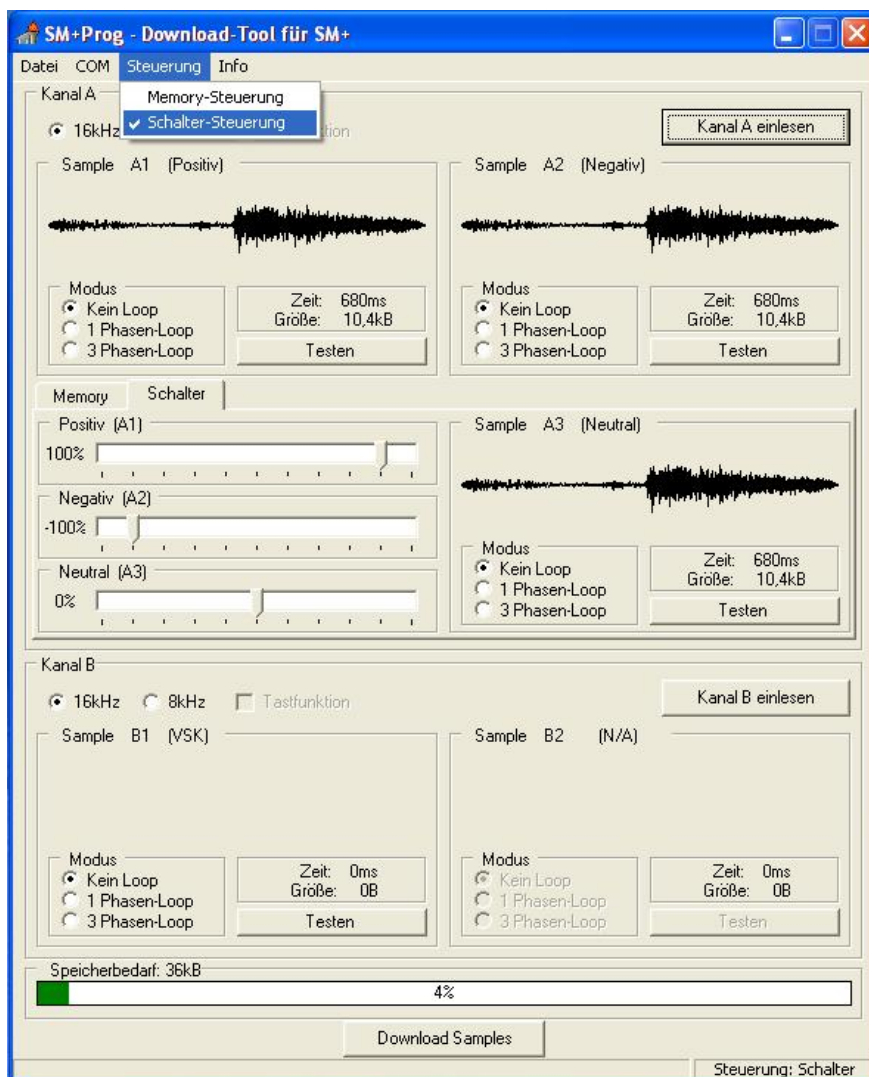 SM+Prog - Download-Tool für SM+
Datei COM Steuerung Info
Memory-Steuerung
Schalter-Steuerung
Kanal A
16kHz
tion
Kanal A einlesen
Sample A1 (Positiv)
Modus
Kein Loop
1 Phasen-Loop
3 Phasen-Loop
Zeit: 680ms
Größe: 10,4kB
Testen
Sample A2 (Negativ)
Modus
Kein Loop
1 Phasen-Loop
3 Phasen-Loop
Zeit: 680ms
Größe: 10,4kB
Testen
Memory Schalter
Positiv (A1)
100%
Negativ (A2)
-100%
Neutral (A3)
0%
Sample A3 (Neutral)
Modus
Kein Loop
1 Phasen-Loop
3 Phasen-Loop
Zeit: 680ms
Größe: 10,4kB
Testen
Kanal B
16kHz 8kHz Tastfunktion
Kanal B einlesen
Sample B1 (VSK)
Modus
Kein Loop
1 Phasen-Loop
3 Phasen-Loop
Zeit: 0ms
Größe: 0B
Testen
Sample B2 (N/A)
Modus
Kein Loop
1 Phasen-Loop
3 Phasen-Loop
Zeit: 0ms
Größe: 0B
Testen
Speicherbedarf: 36kB
4%
Download Samples
Steuerung: Schalter